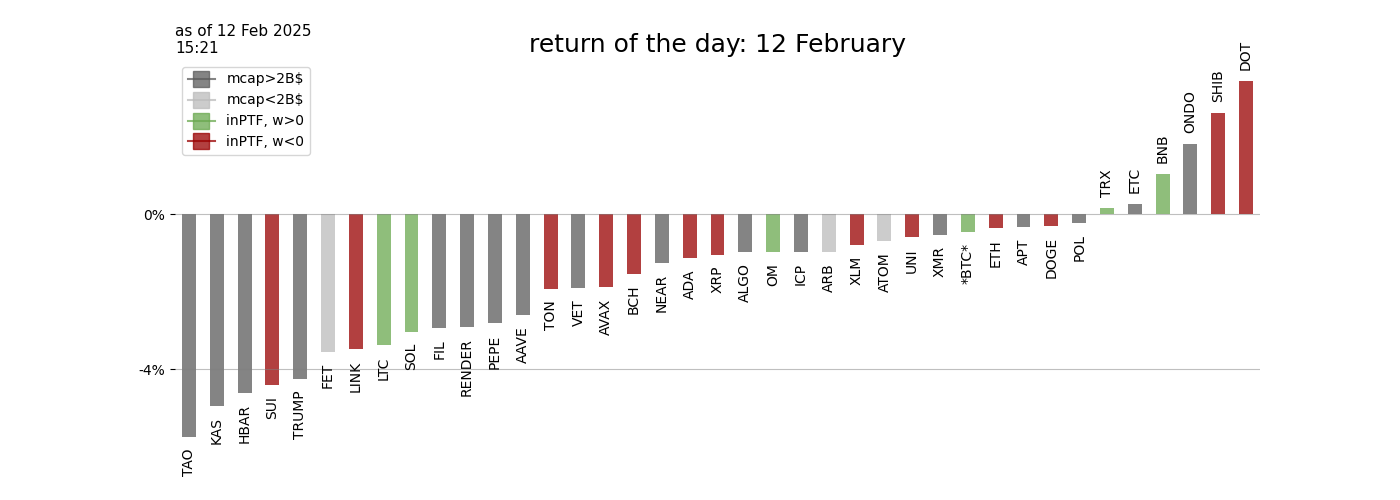 as of 12 Feb 2025
15:21
return of the day: 12 February
mcap>2B$
mcap<2B$
inPTF, w>0
inPTF, w<0
0%
-4%
TAO
KAS
HBAR
SUI
TRUMP
FET
LINK
LTC
SOL
FIL
RENDER
PEPE
AAVE
TON
VET
AVAX
BCH
NEAR
ADA
XRP
ALGO
OM
ICP
ARB
XLM
ATOM
UNI
XMR
*BTC*
ETH
APT
DOGE
POL
TRX
ETC
BNB
ONDO
SHIB
DOT